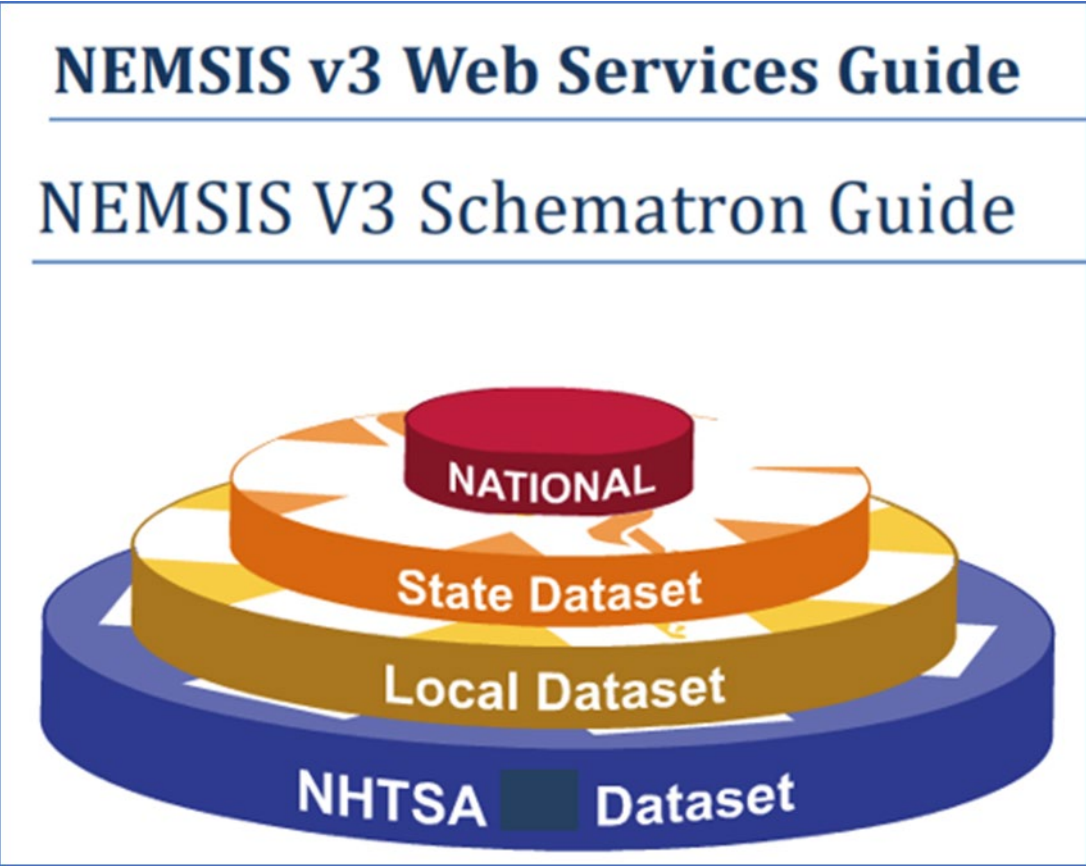 NEMSIS v3 Web Services Guide
NEMSIS V3 Schematron Guide
NATIONAL
State Dataset
Local Dataset
NHTSA Dataset